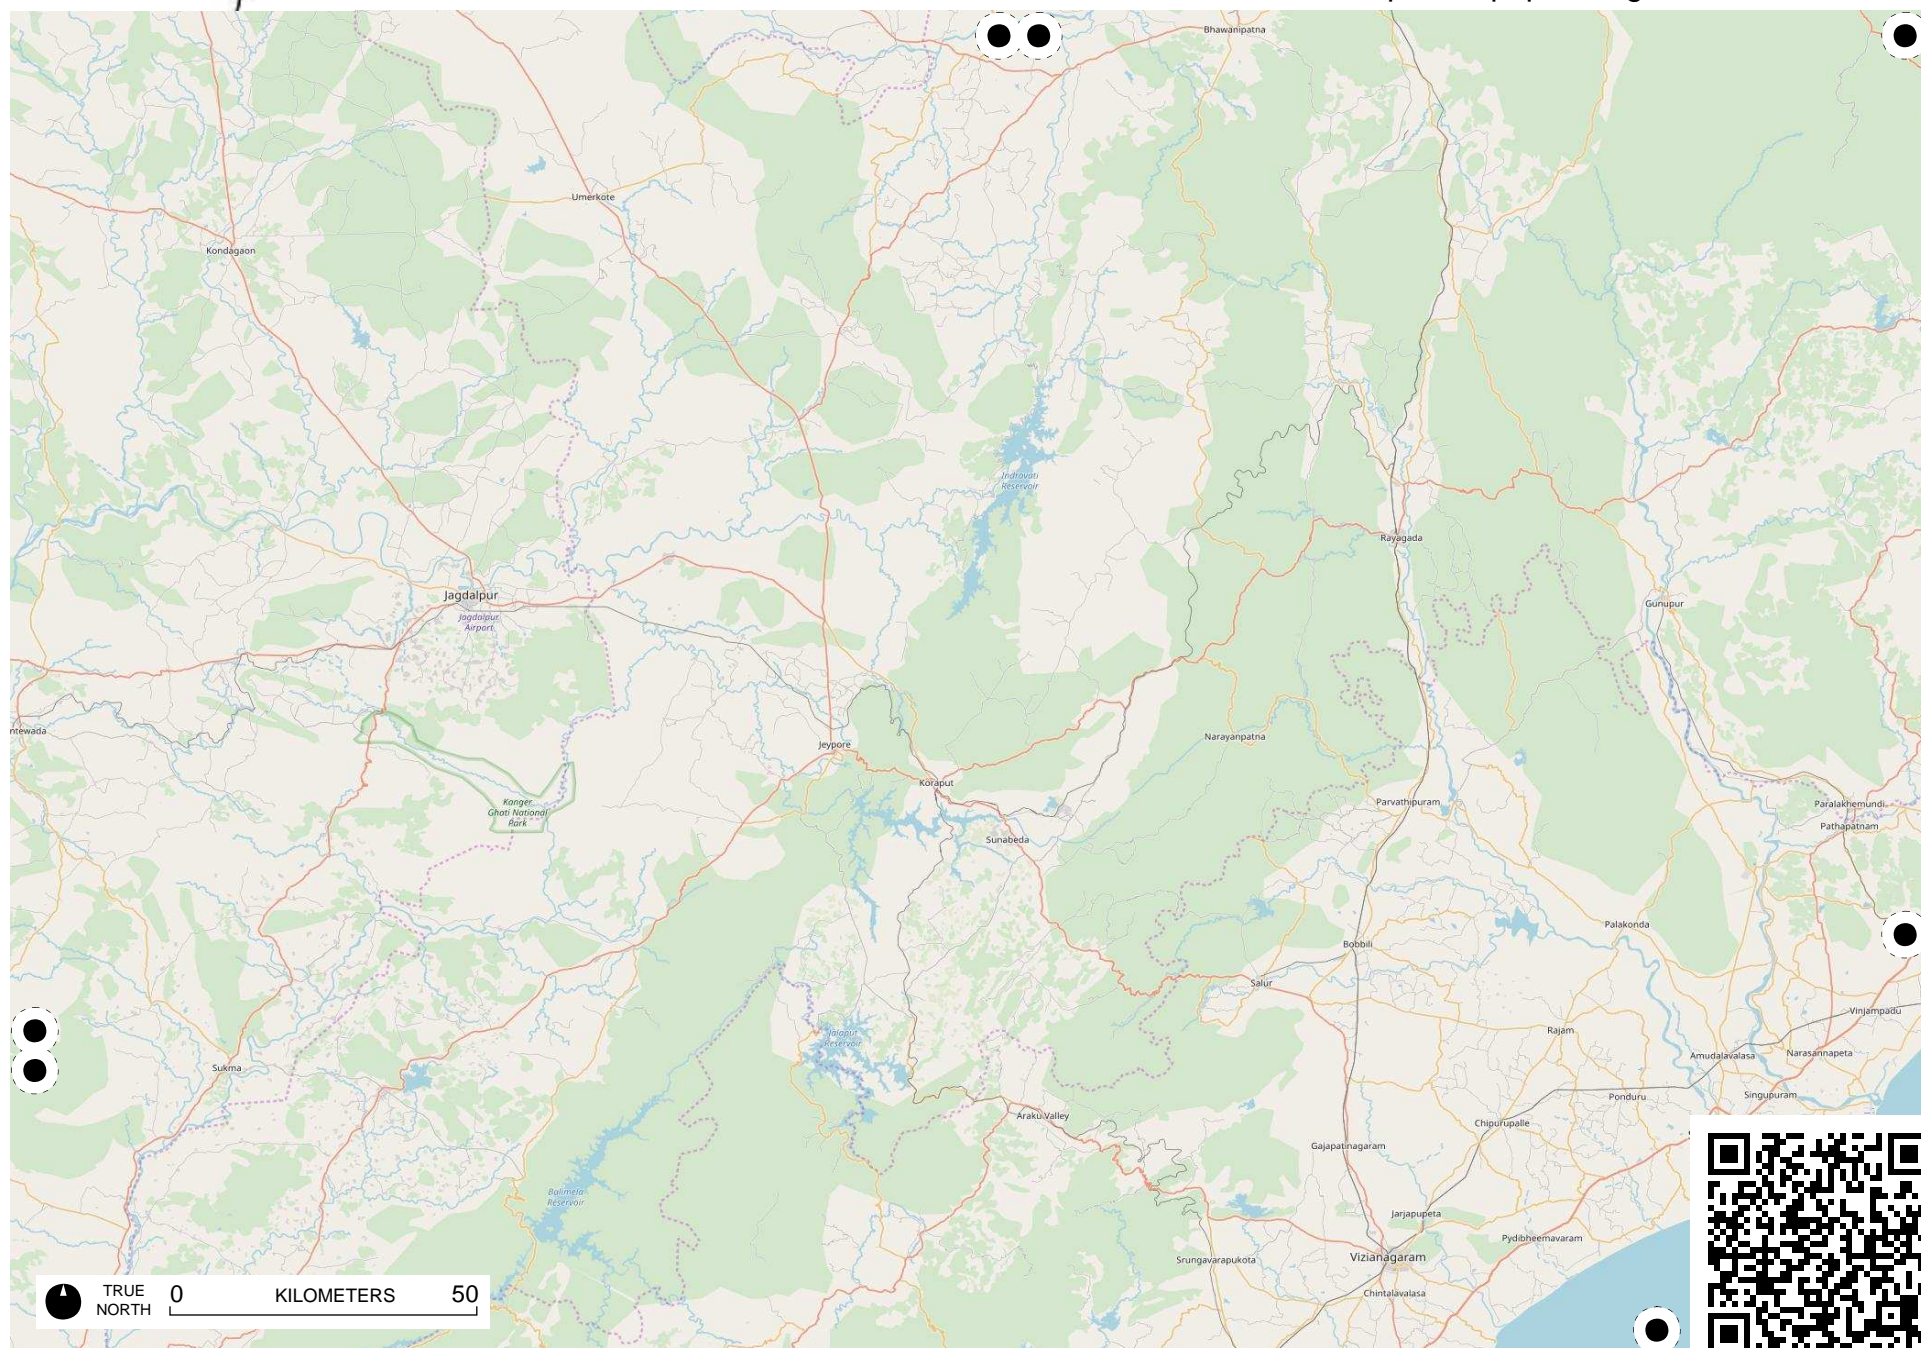 Bhawanipatna
Umerkote
Kondagaon
Indravati
Reservoir
Rayagada
Jagdalpur
Jagdalpur
Airport
Gunupur
ntewada
Narayanpatna
Jeypore
Koraput
Kanger
Ghati National
Park
Parvathipuram
Paralakhemundi
Pathapatnam
Sunabeda
Palakonda
Bobbili
Salur
Vinjampadu
Jalaput
Reservoir
Rajam
Amudalavalasa
Narasannapeta
Sukma
Ponduru
Singupuram
Araku Valley
Chipurupalle
Gajapatinagaram
Balimela
Reservoir
Jarjapupeta
Pydibheemavaram
Srungavarapukota
Vizianagaram
Chintalavalasa
TRUE
NORTH
0 KILOMETERS 50